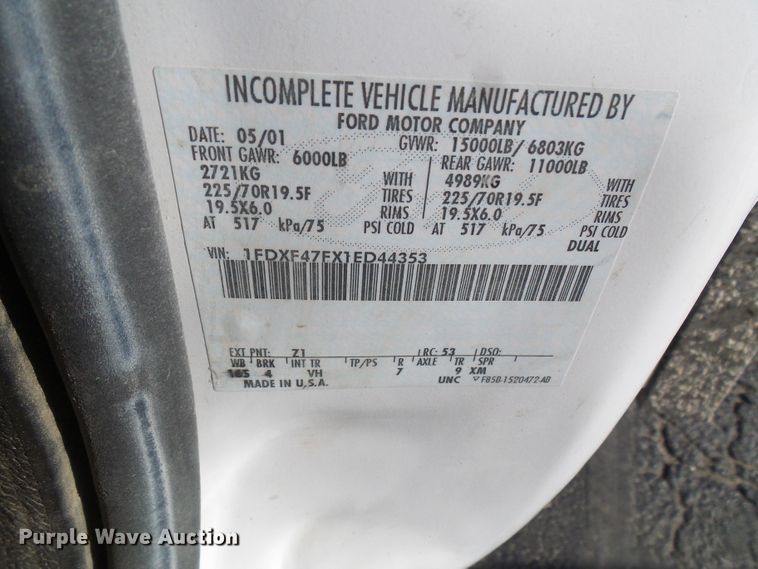 INCOMPLETE VEHICLE MANUFACTURED BY
FORD MOTOR COMPANY
DATE: 05/01 GVWR: 15000LB/ 6803KG
FRONT GAWR: 6000LB REAR GAWR: 11000LB
2721KG WITH 4989KG WITH
225/70R19.5F TIRES 225/70R19.5F TIRES
19.5X6.0 RIMS 19.5X6.0 RIMS
AT 517 kPa/75 PSI COLD AT 517 kPa/75 PSI COLD
DUAL
VIN: 1FDXF47FX1ED44353
EXT PNT: Z1 RC: 53 DSO:
WB BRK INT TR TP/PS R AXLE TR SPR
165 4 VH 7 9 XM
MADE IN U.S.A. UNC F85B-1520472-AB
Purple Wave Auction